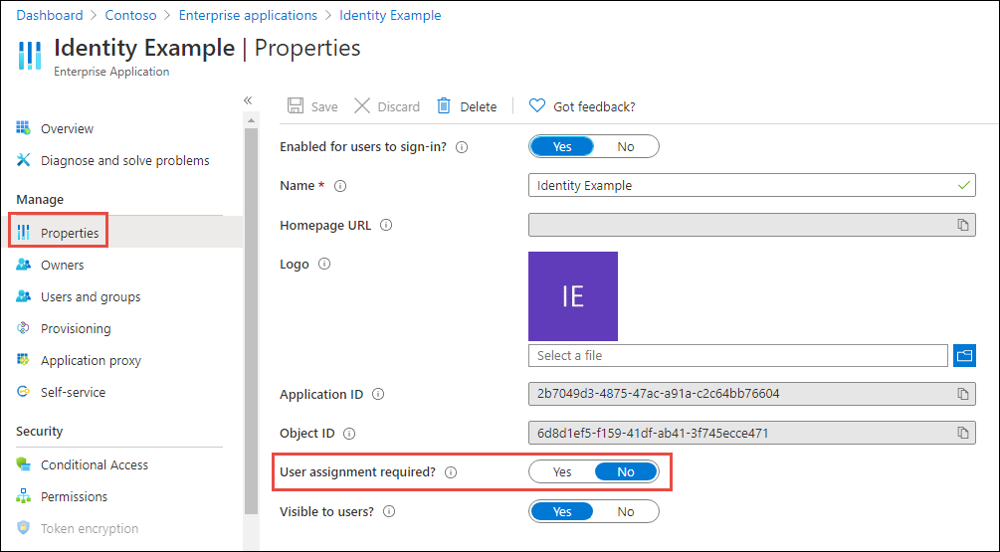 Dashboard > Contoso > Enterprise applications > Identity Example
Identity Example | Properties
Enterprise Application
«
Save Discard Delete Got feedback?
Overview
Diagnose and solve problems
Manage
Properties
Owners
Users and groups
Provisioning
Application proxy
Self-service
Security
Conditional Access
Permissions
Token encryption
Enabled for users to sign-in? Yes No
Name * Identity Example
Homepage URL
Logo
IE
Select a file
Application ID 2b7049d3-4875-47ac-a91a-c2c64bb76604
Object ID 6d8d1ef5-f159-41df-ab41-3f745ecce471
User assignment required? Yes No
Visible to users? Yes No